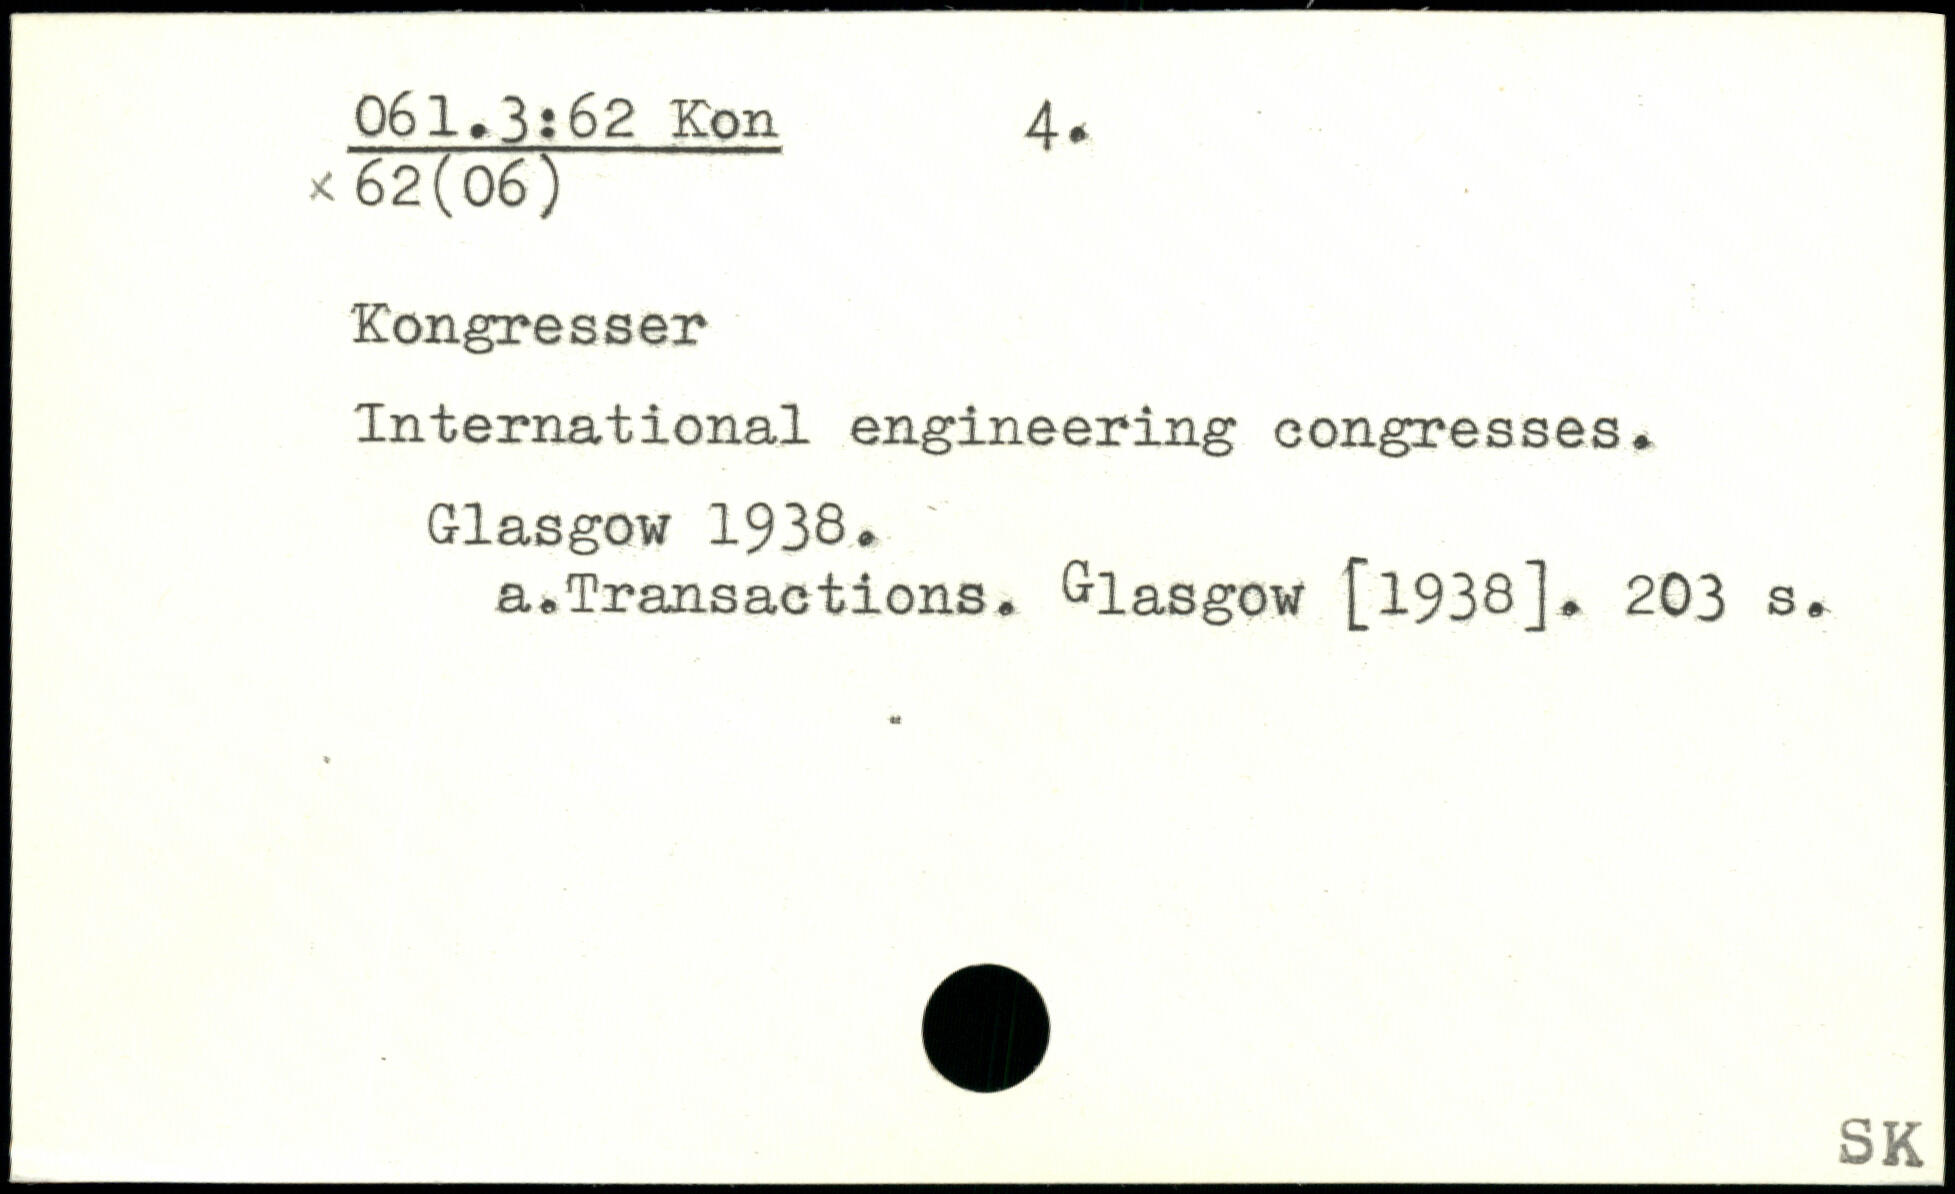 061.3:62 Kon 4.
× 62(06)
Kongresser
International engineering congresses.
Glasgow 1938.
a.Transactions. Glasgow [1938]. 203 s.
SK